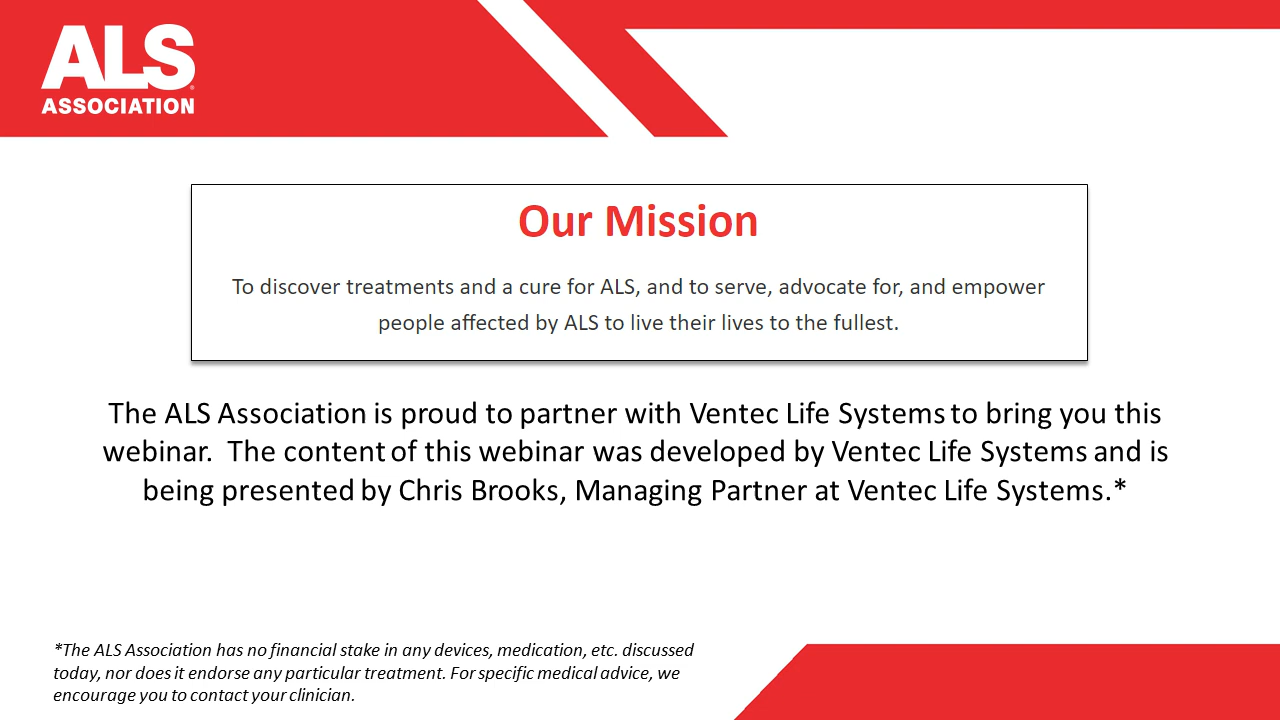 ALS
ASSOCIATION
Our Mission
To discover treatments and a cure for ALS, and to serve, advocate for, and empower
people affected by ALS to live their lives to the fullest.
The ALS Association is proud to partner with Ventec Life Systems to bring you this
webinar.  The content of this webinar was developed by Ventec Life Systems and is
being presented by Chris Brooks, Managing Partner at Ventec Life Systems.*
*The ALS Association has no financial stake in any devices, medication, etc. discussed
today, nor does it endorse any particular treatment. For specific medical advice, we
encourage you to contact your clinician.